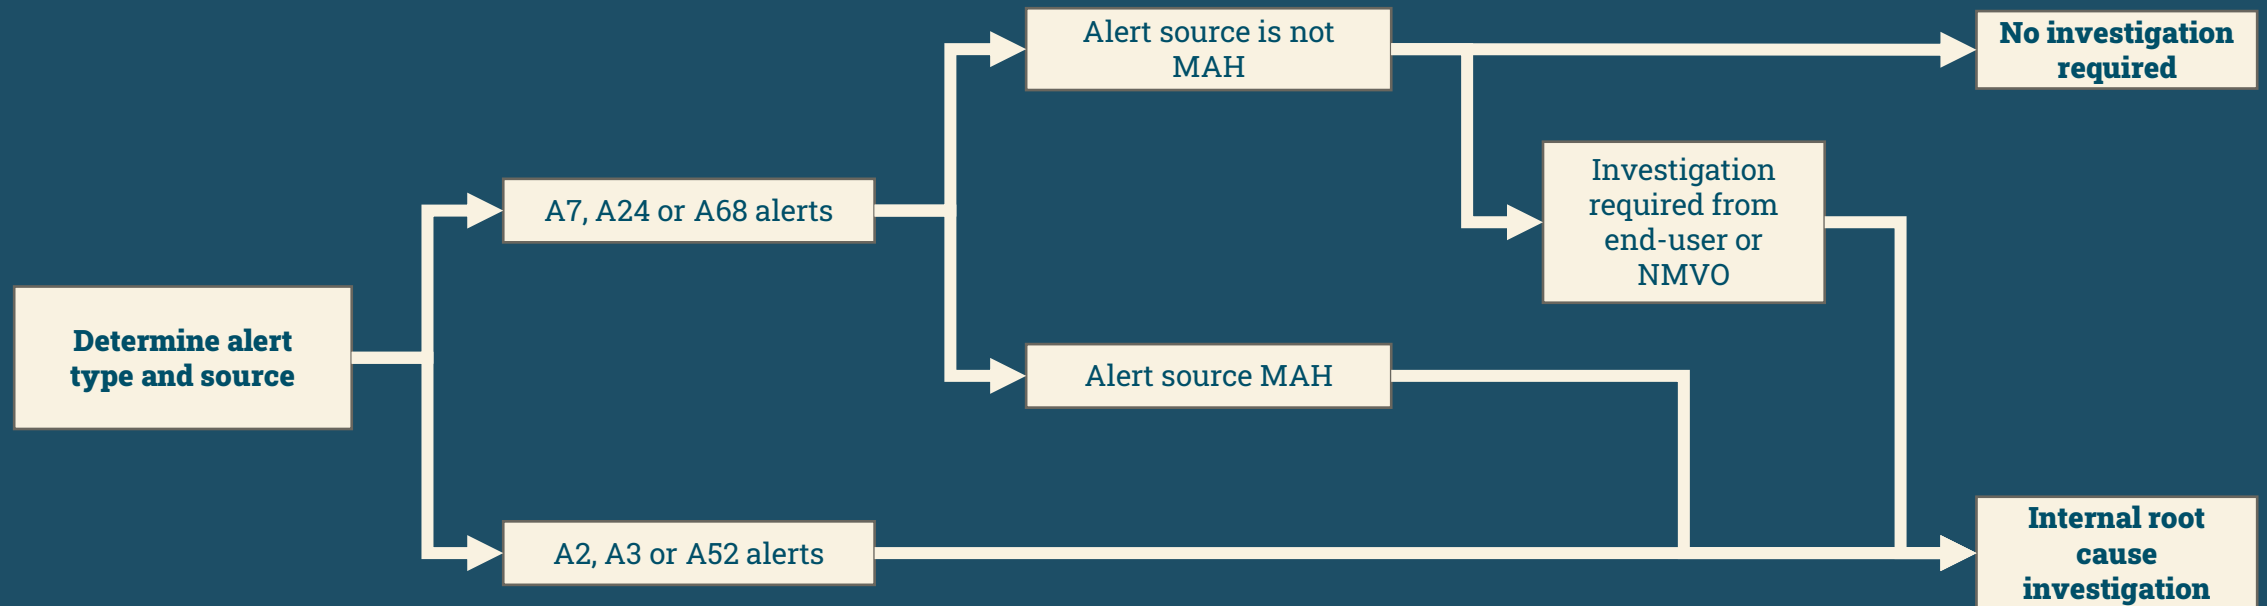 Determine alert
type and source
A7, A24 or A68 alerts
A2, A3 or A52 alerts
Alert source is not
MAH
Alert source MAH
Investigation
required from
end-user or
NMVO
No investigation
required
Internal root
cause
investigation